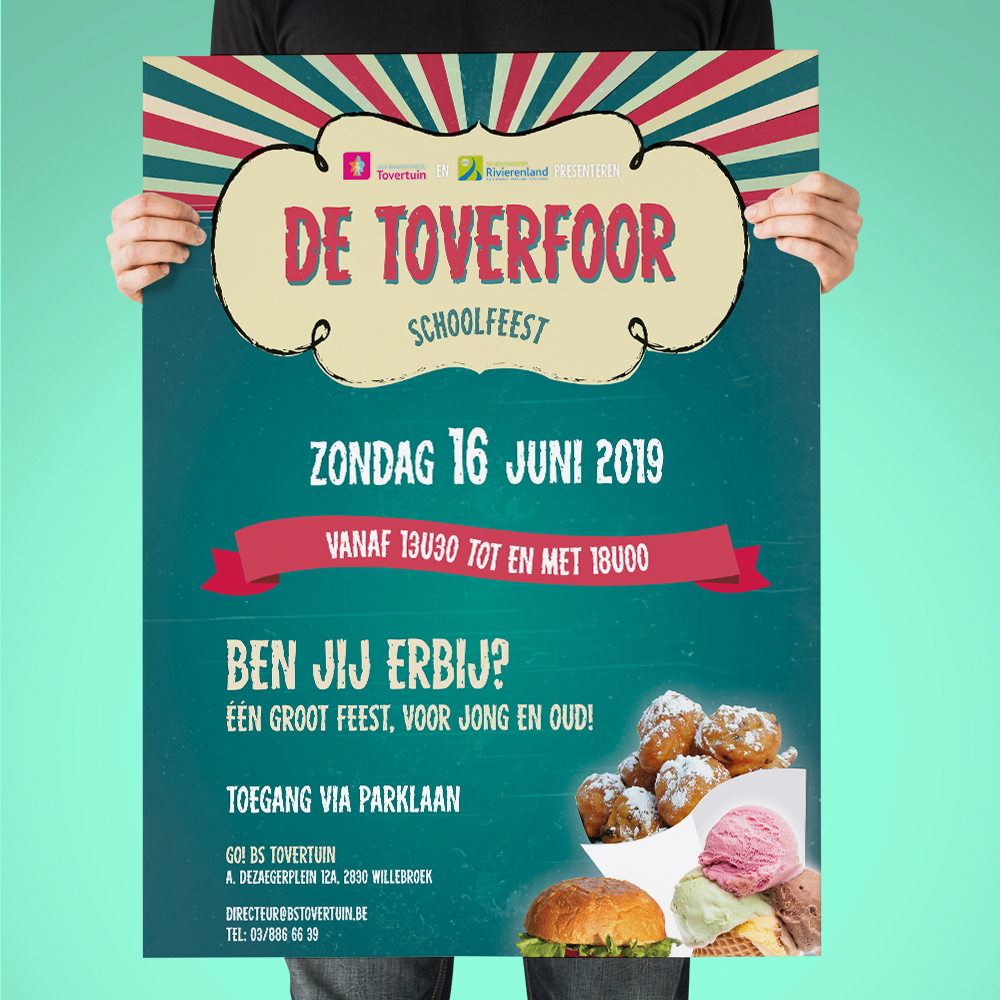 Tovertuin EN Rivierenland PRESENTEREN
DE TOVERFOOR
SCHOOLFEEST
ZONDAG 16 JUNI 2019
VANAF 13U30 TOT EN MET 18U00
BEN JIJ ERBIJ?
ÉÉN GROOT FEEST, VOOR JONG EN OUD!
TOEGANG VIA PARKLAAN
GO! BS TOVERTUIN
A. DEZAEGERPLEIN 12A, 2830 WILLEBROEK
DIRECTEUR@BSTOVERTUIN.BE
TEL: 03/886 66 39